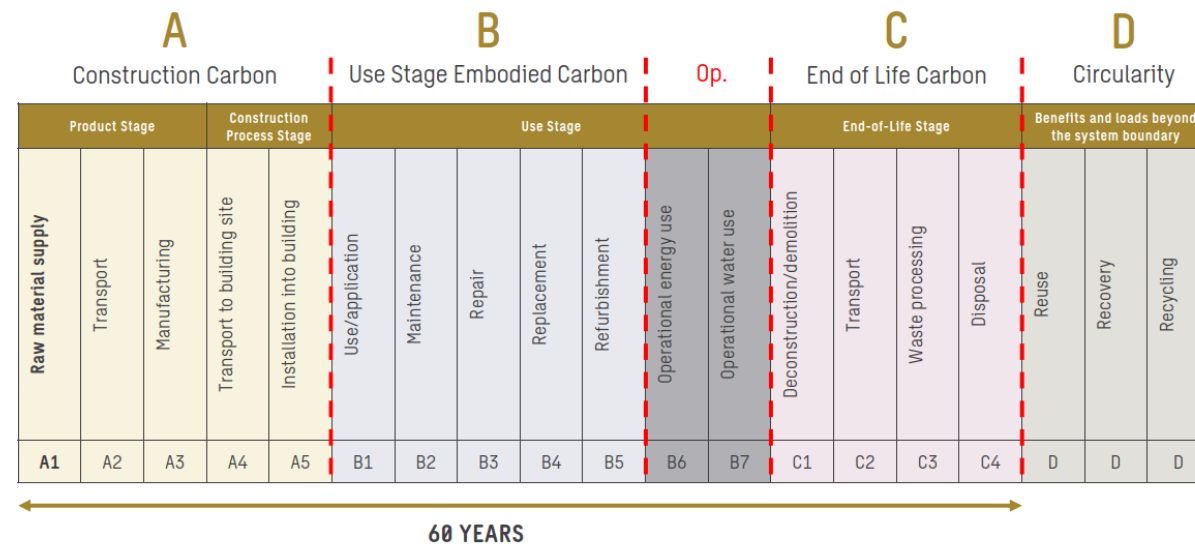 A
B
C
D
Construction Carbon
Use Stage Embodied Carbon
Op.
End of Life Carbon
Circularity
Product Stage
Construction
Process Stage
Use Stage
End-of-Life Stage
Benefits and loads beyond
the system boundary
Raw material supply
Transport
Manufacturing
Transport to building site
Installation into building
Use/application
Maintenance
Repair
Replacement
Refurbishment
Operational energy use
Operational water use
Deconstruction/demolition
Transport
Waste processing
Disposal
Reuse
Recovery
Recycling
A1
A2
A3
A4
A5
B1
B2
B3
B4
B5
B6
B7
C1
C2
C3
C4
D
D
D
60 YEARS